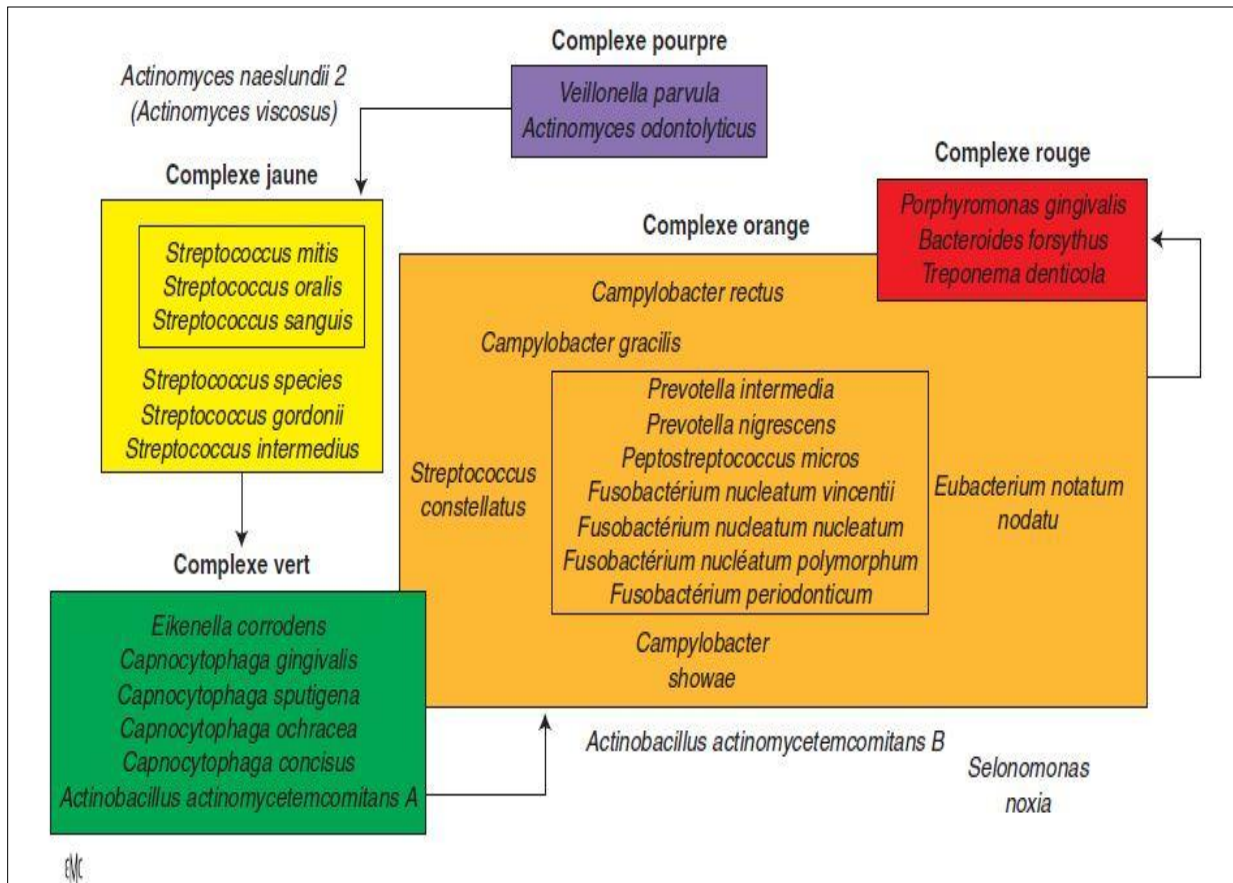 Complexe pourpre
Actinomyces naeslundii 2
(Actinomyces viscosus)
Veillonella parvula
Actinomyces odontolyticus
Complexe jaune
Streptococcus mitis
Streptococcus oralis
Streptococcus sanguis
Streptococcus species
Streptococcus gordonii
Streptococcus intermedius
Complexe rouge
Porphyromonas gingivalis
Bacteroides forsythus
Treponema denticola
Complexe orange
Campylobacter rectus
Campylobacter gracilis
Prevotella intermedia
Prevotella nigrescens
Peptostreptococcus micros
Fusobactérium nucleatum vincentii
Fusobactérium nucleatum nucleatum
Fusobactérium nucléatum polymorphum
Fusobactérium periodonticum
Streptococcus
constellatus
Eubacterium notatum
nodatu
Campylobacter
showae
Complexe vert
Eikenella corrodens
Capnocytophaga gingivalis
Capnocytophaga sputigena
Capnocytophaga ochracea
Capnocytophaga concisus
Actinobacillus actinomycetemcomitans A
Actinobacillus actinomycetemcomitans B
Selonomonas
noxia
EMC